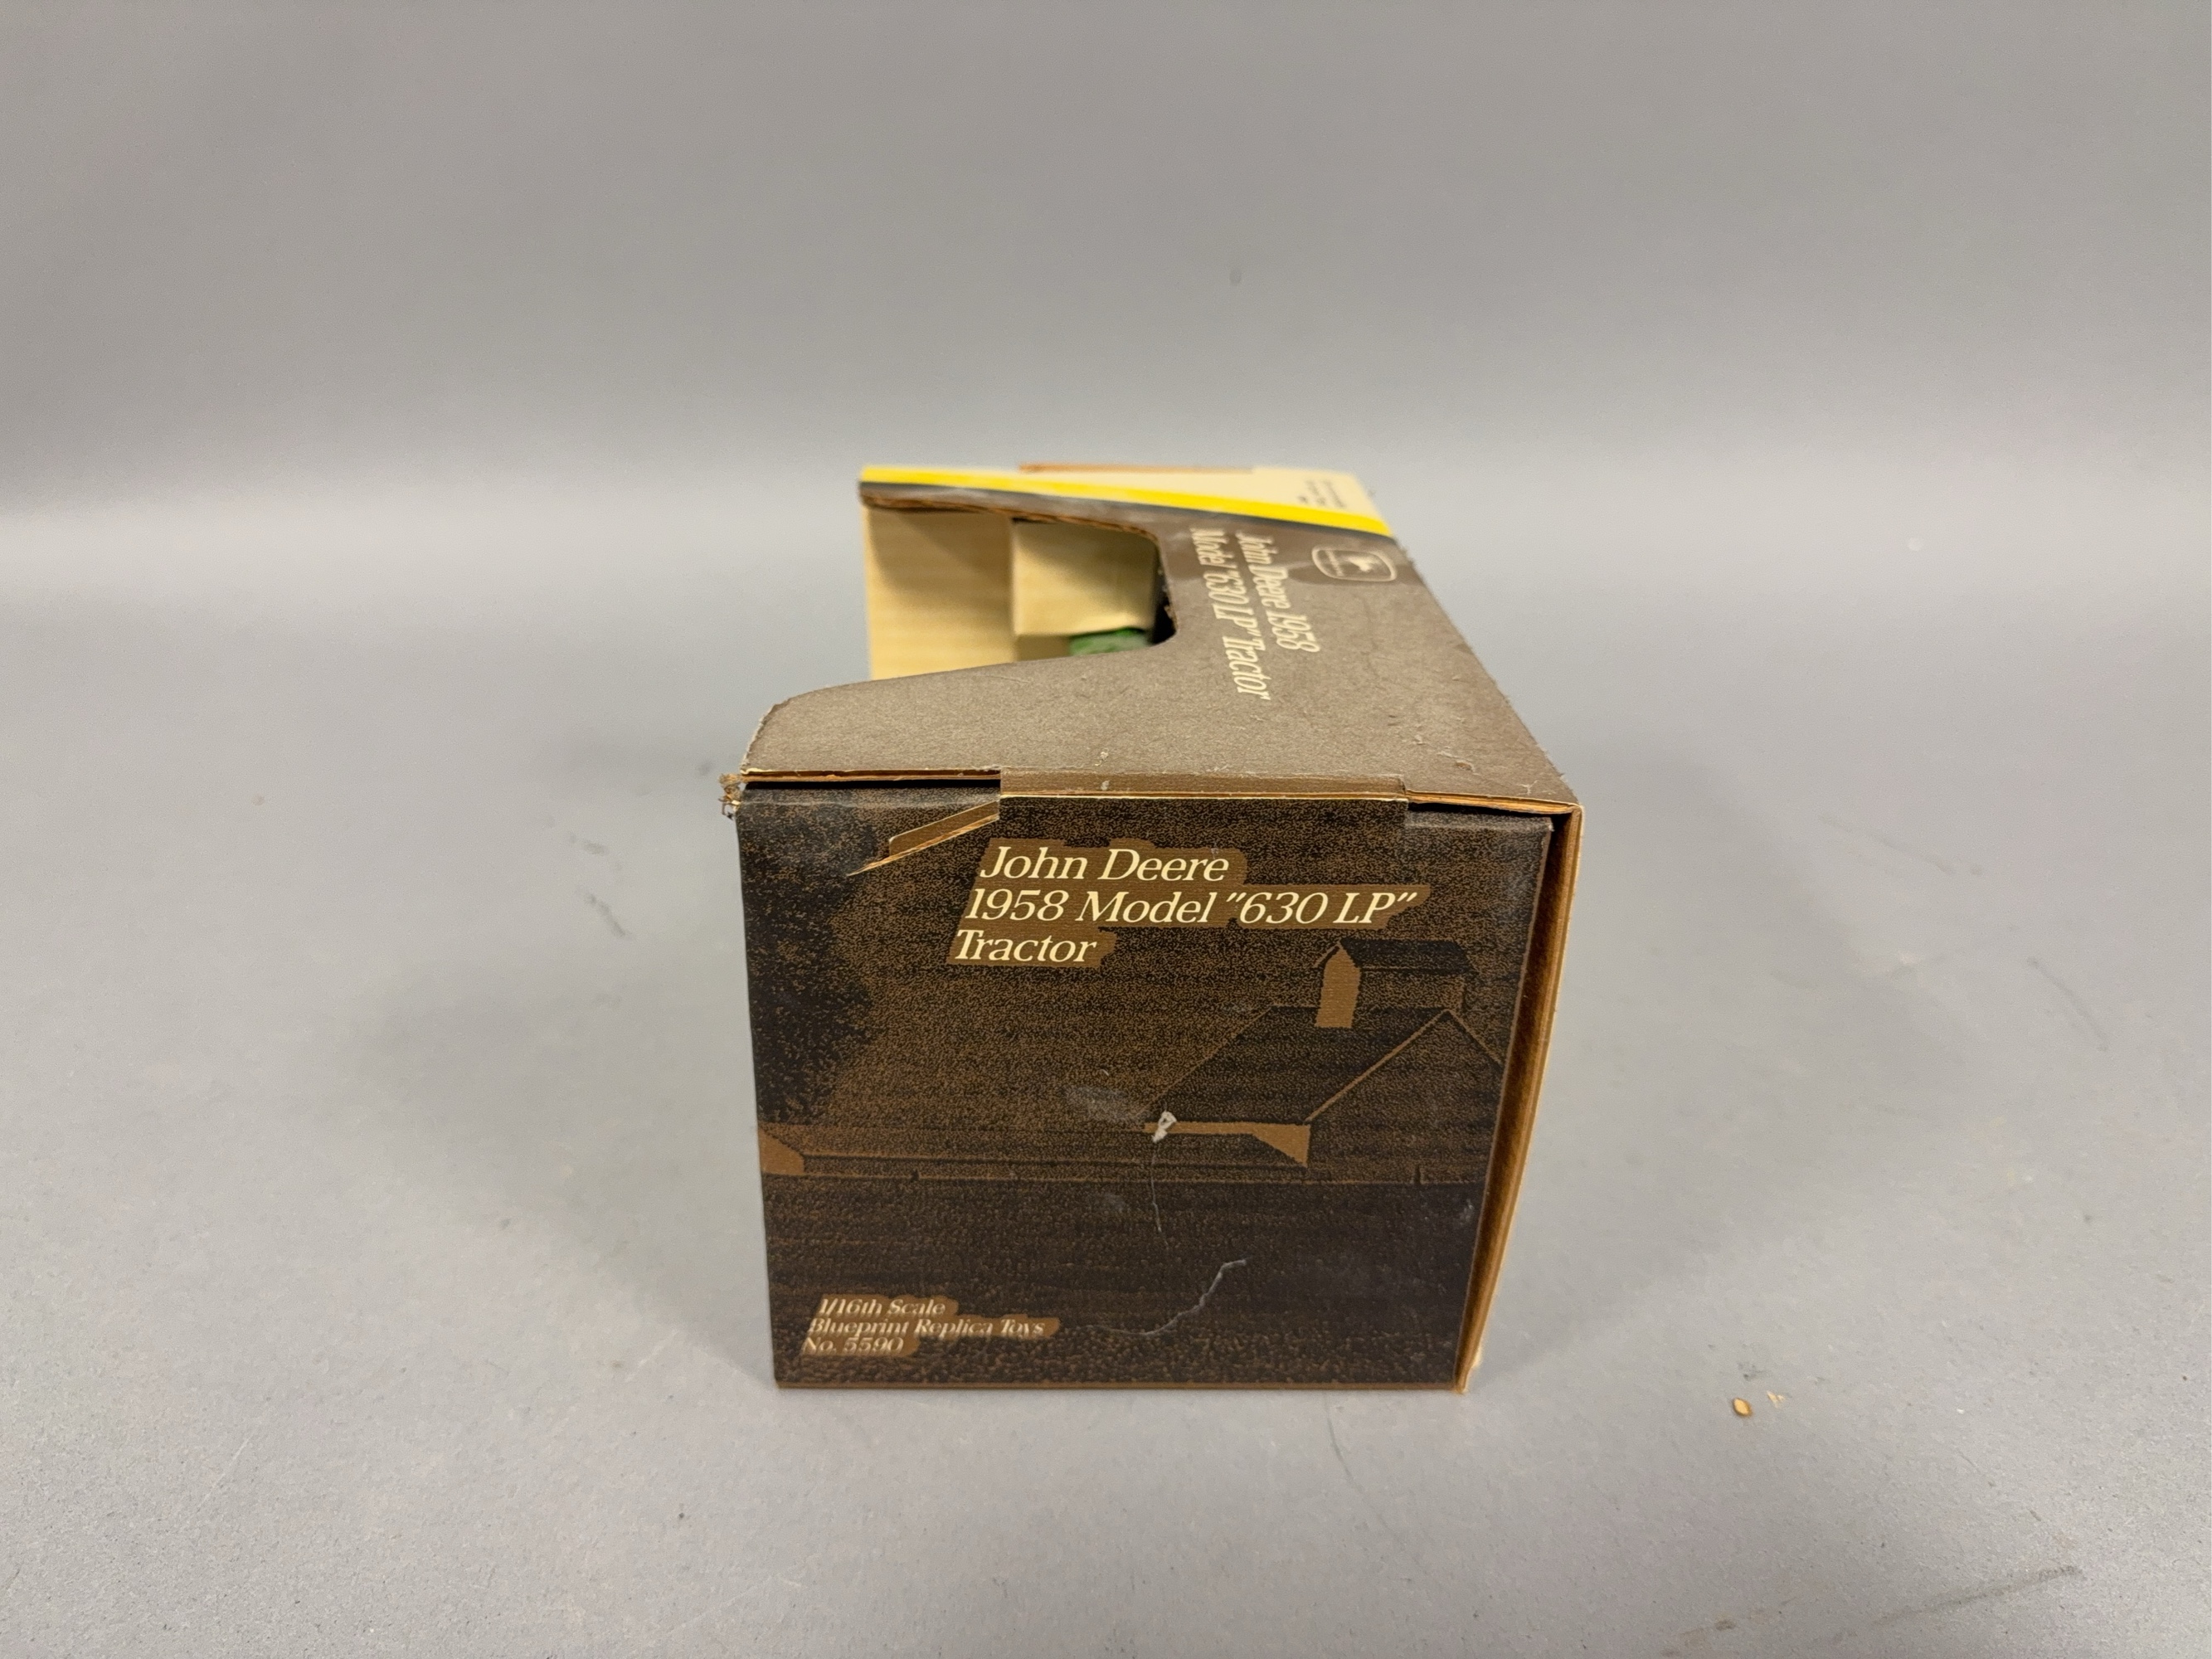 John Deere 1958
Model "630 LP" Tractor
John Deere
1958 Model "630 LP"
Tractor
1/16th Scale
Blueprint Replica Toys
No. 5590